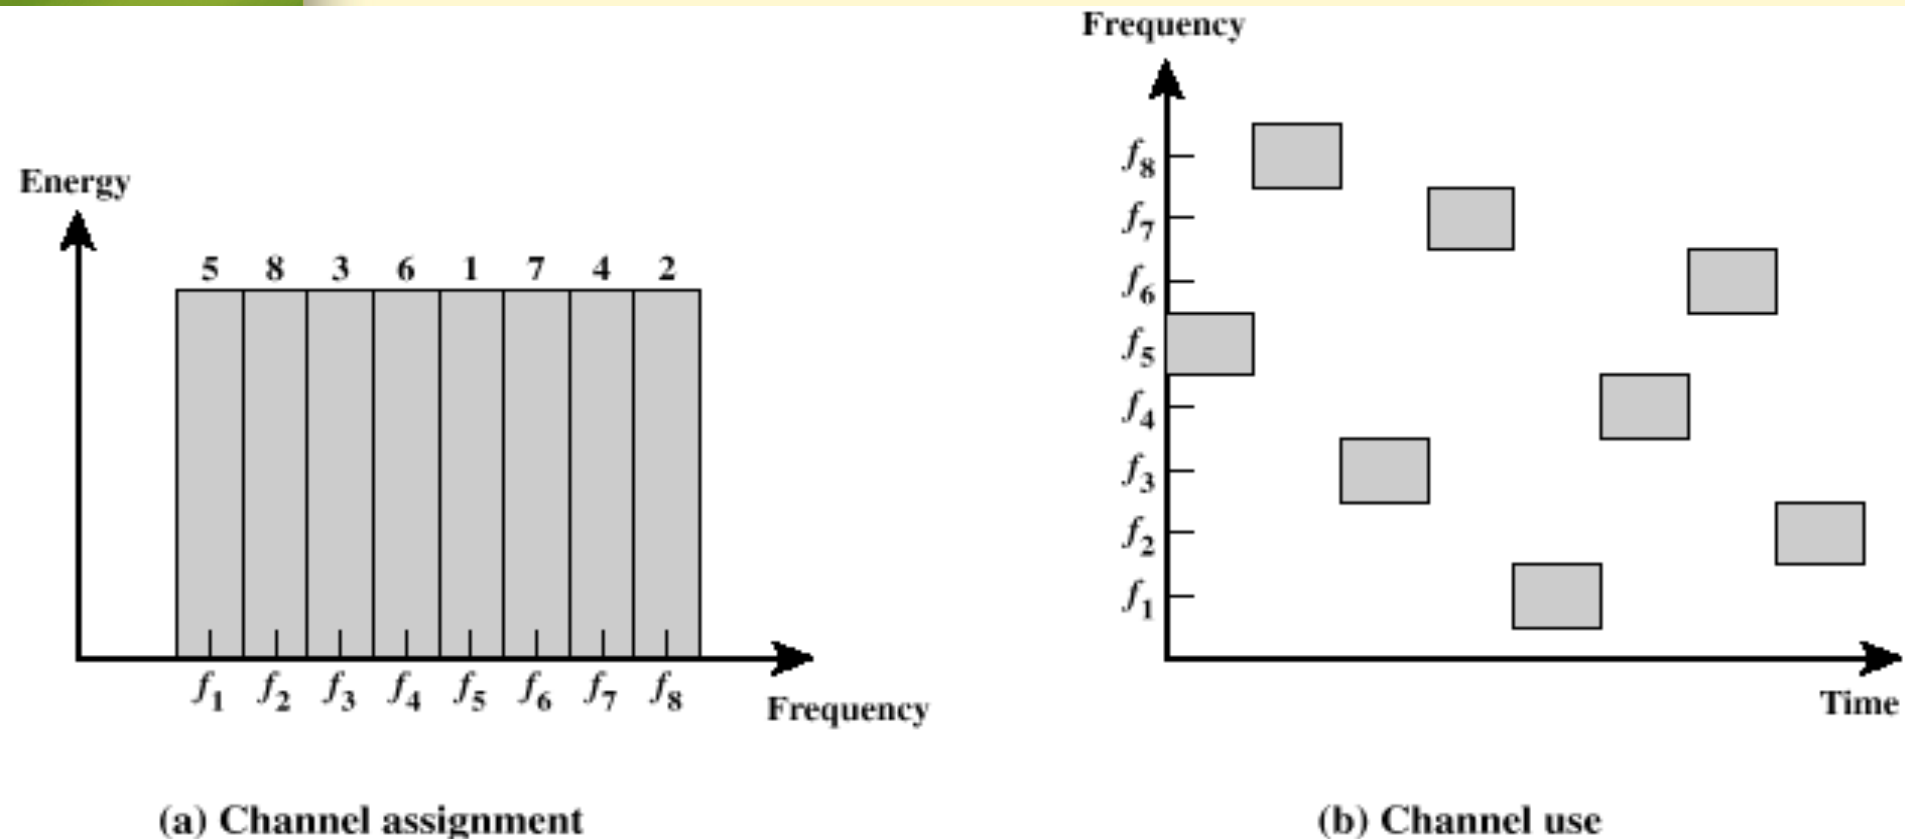 Energy
5 8 3 6 1 7 4 2
f1 f2 f3 f4 f5 f6 f7 f8
Frequency
(a) Channel assignment
Frequency
f8
f7
f6
f5
f4
f3
f2
f1
Time
(b) Channel use